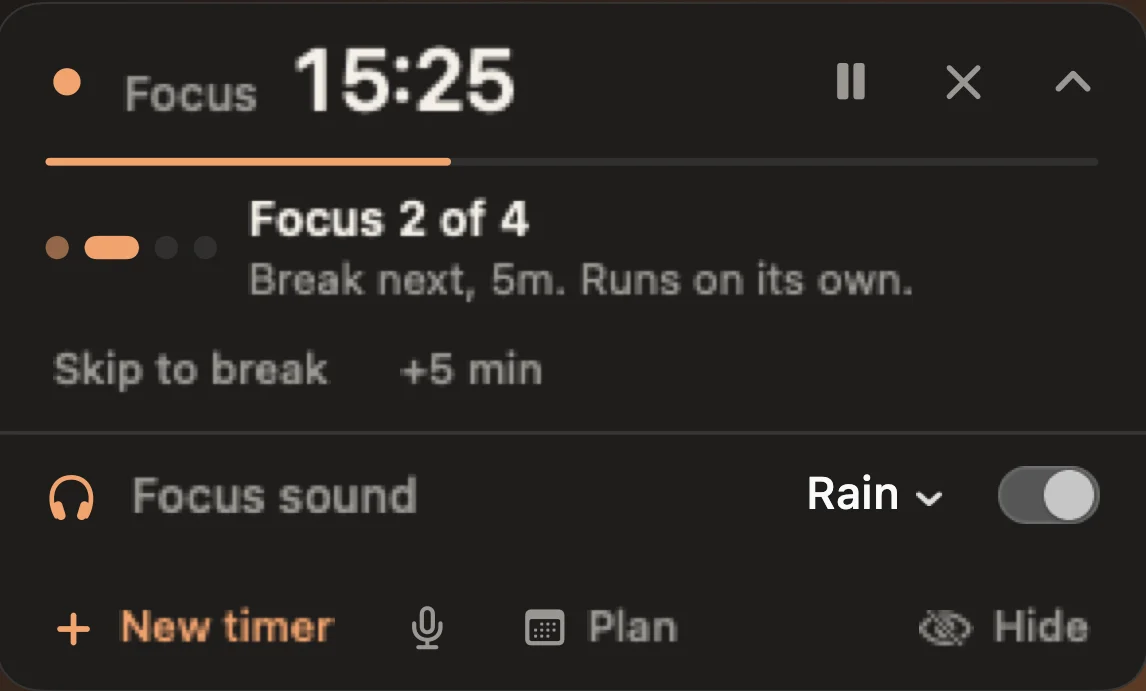 Focus 15:25
Focus 2 of 4
Break next, 5m. Runs on its own.
Skip to break +5 min
Focus sound Rain
New timer Plan Hide